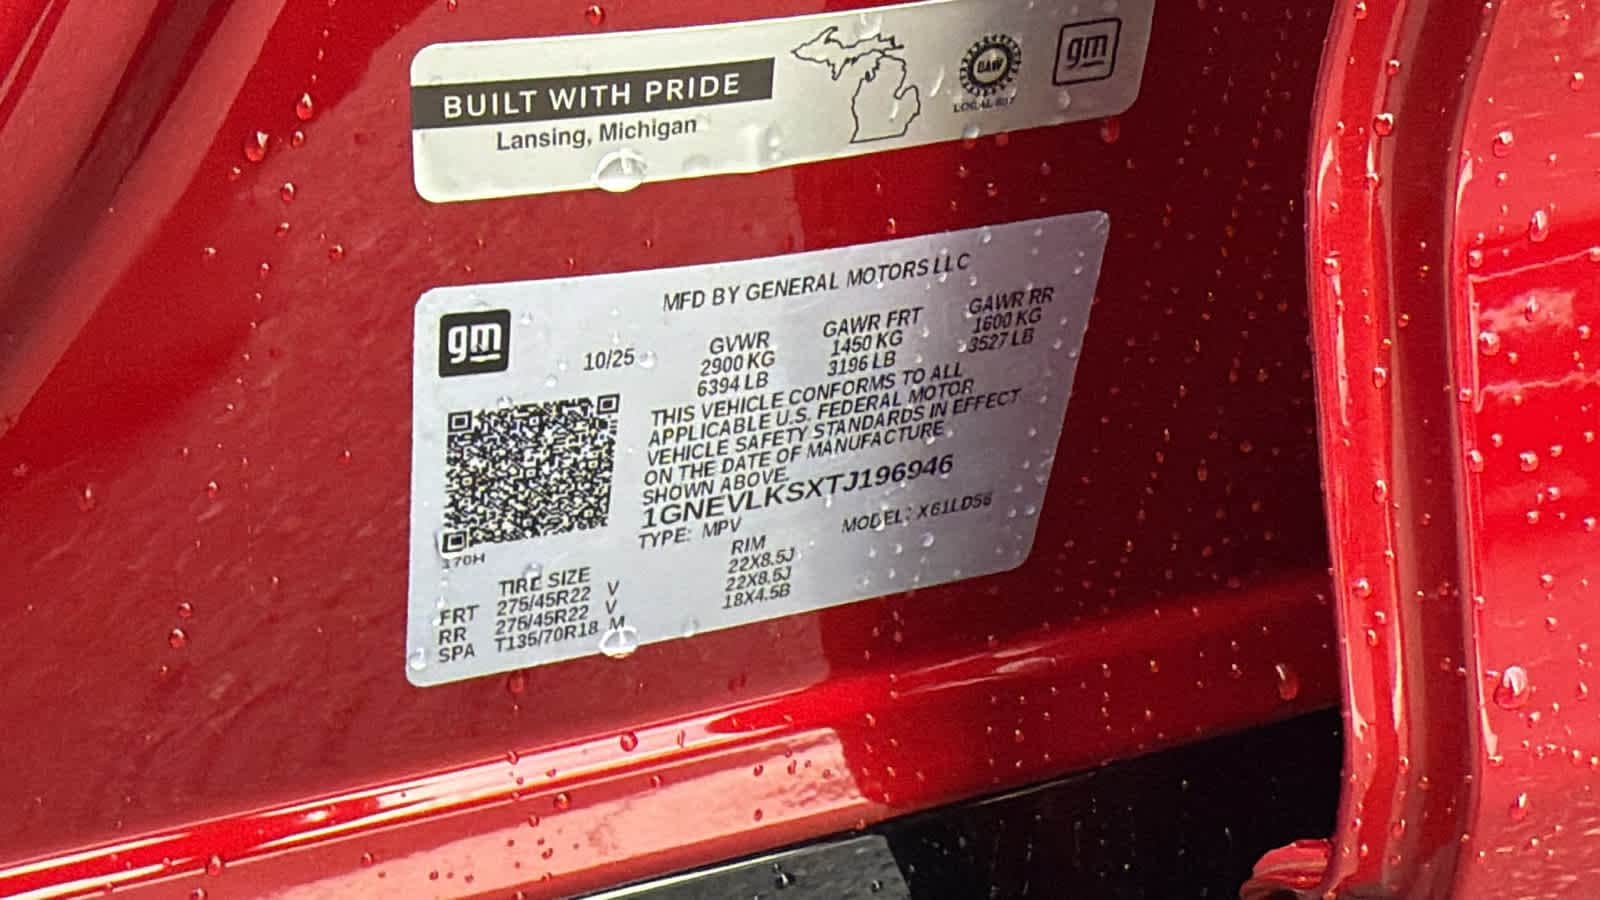 BUILT WITH PRIDE
Lansing, Michigan
UAW
LOCAL
gm
gm
MFD BY GENERAL MOTORS LLC
10/25
GVWR GAWR FRT GAWR RR
2900 KG 1450 KG 1600 KG
6394 LB 3196 LB 3527 LB
THIS VEHICLE CONFORMS TO ALL
APPLICABLE U.S. FEDERAL MOTOR
VEHICLE SAFETY STANDARDS IN EFFECT
ON THE DATE OF MANUFACTURE
SHOWN ABOVE.
1GNEVLKSXTJ196946
TYPE: MPV MODEL: X61LD56
170H
TIRE SIZE RIM
FRT 275/45R22 V 22X8.5J
RR 275/45R22 V 22X8.5J
SPA T135/70R18 M 18X4.5B